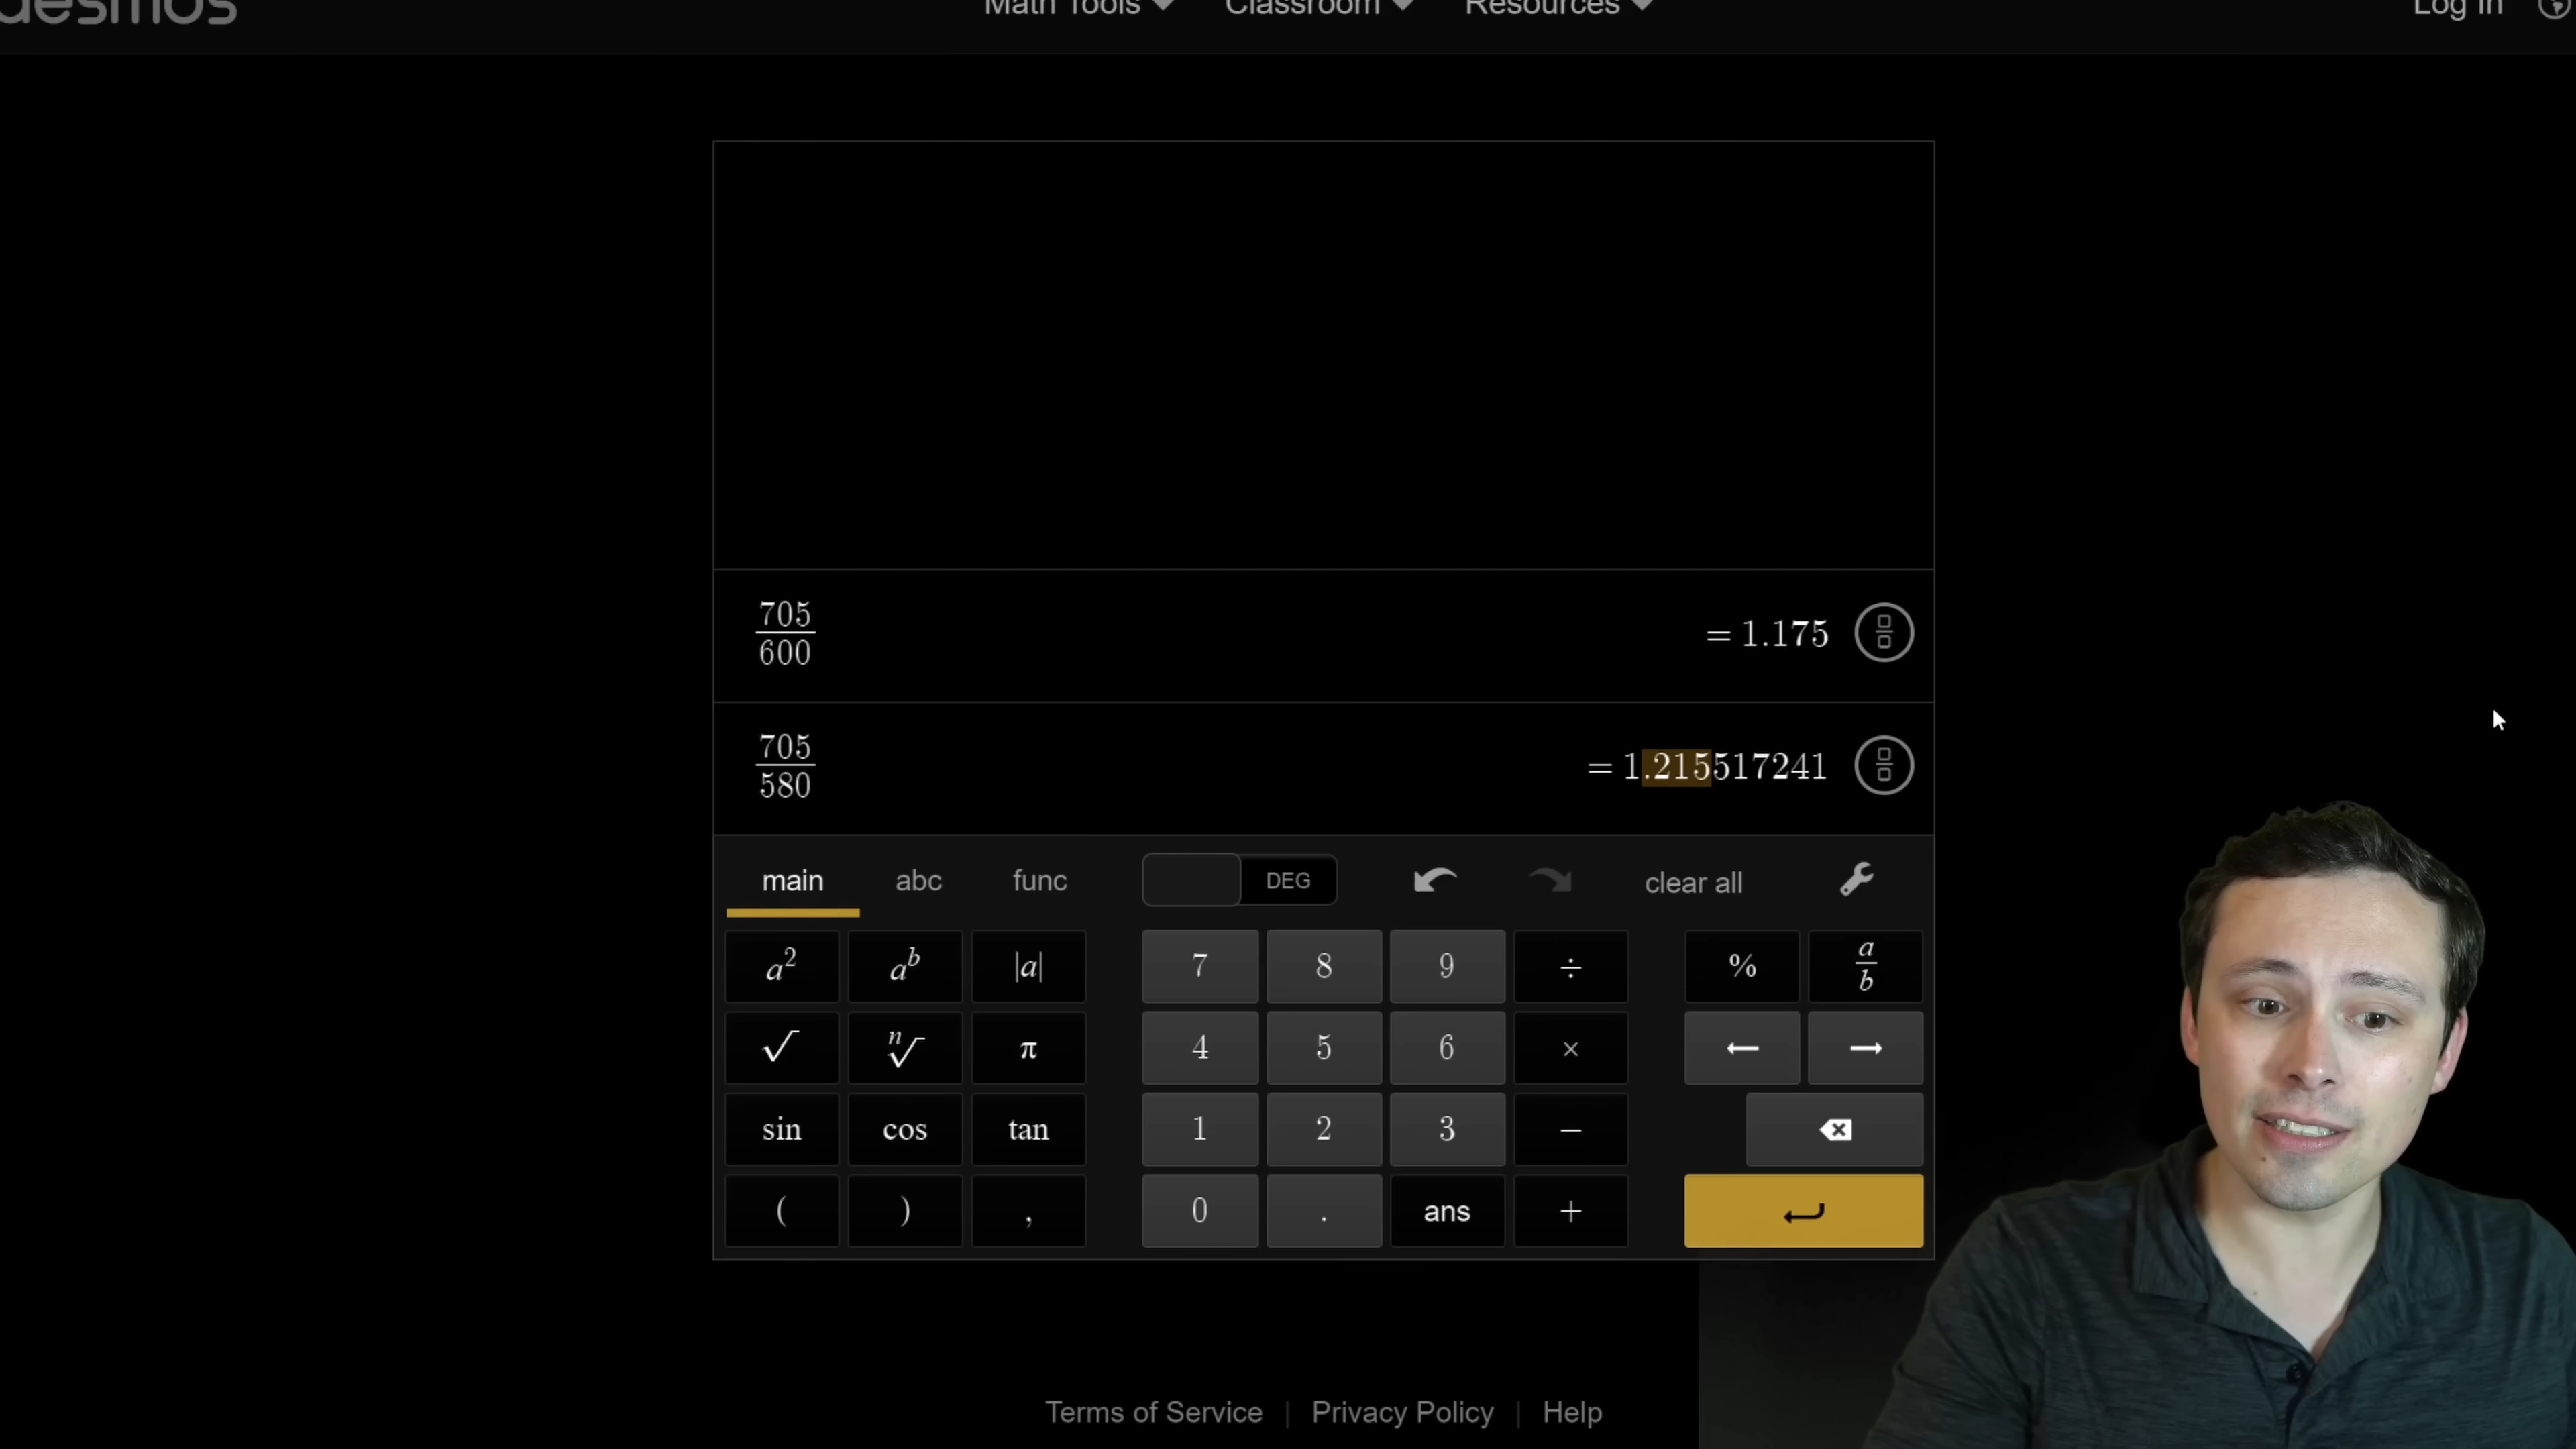 desmos
Math Tools Classroom Resources Log In
705/600 = 1.175
705/580 = 1.215517241
main abc func DEG clear all
a² aᵇ |a| 7 8 9 ÷ % a/b
√ ⁿ√ π 4 5 6 × ← →
sin cos tan 1 2 3 −
( ) , 0 . ans +
Terms of Service | Privacy Policy | Help